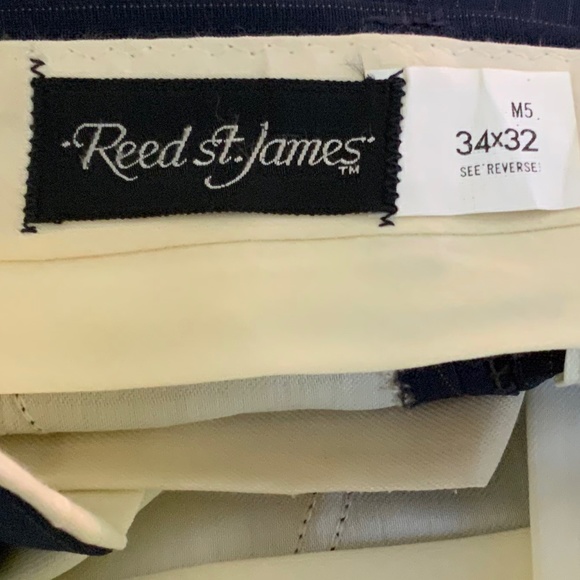 ·Reed St. James·
TM
M5
34x32
SEE REVERSE